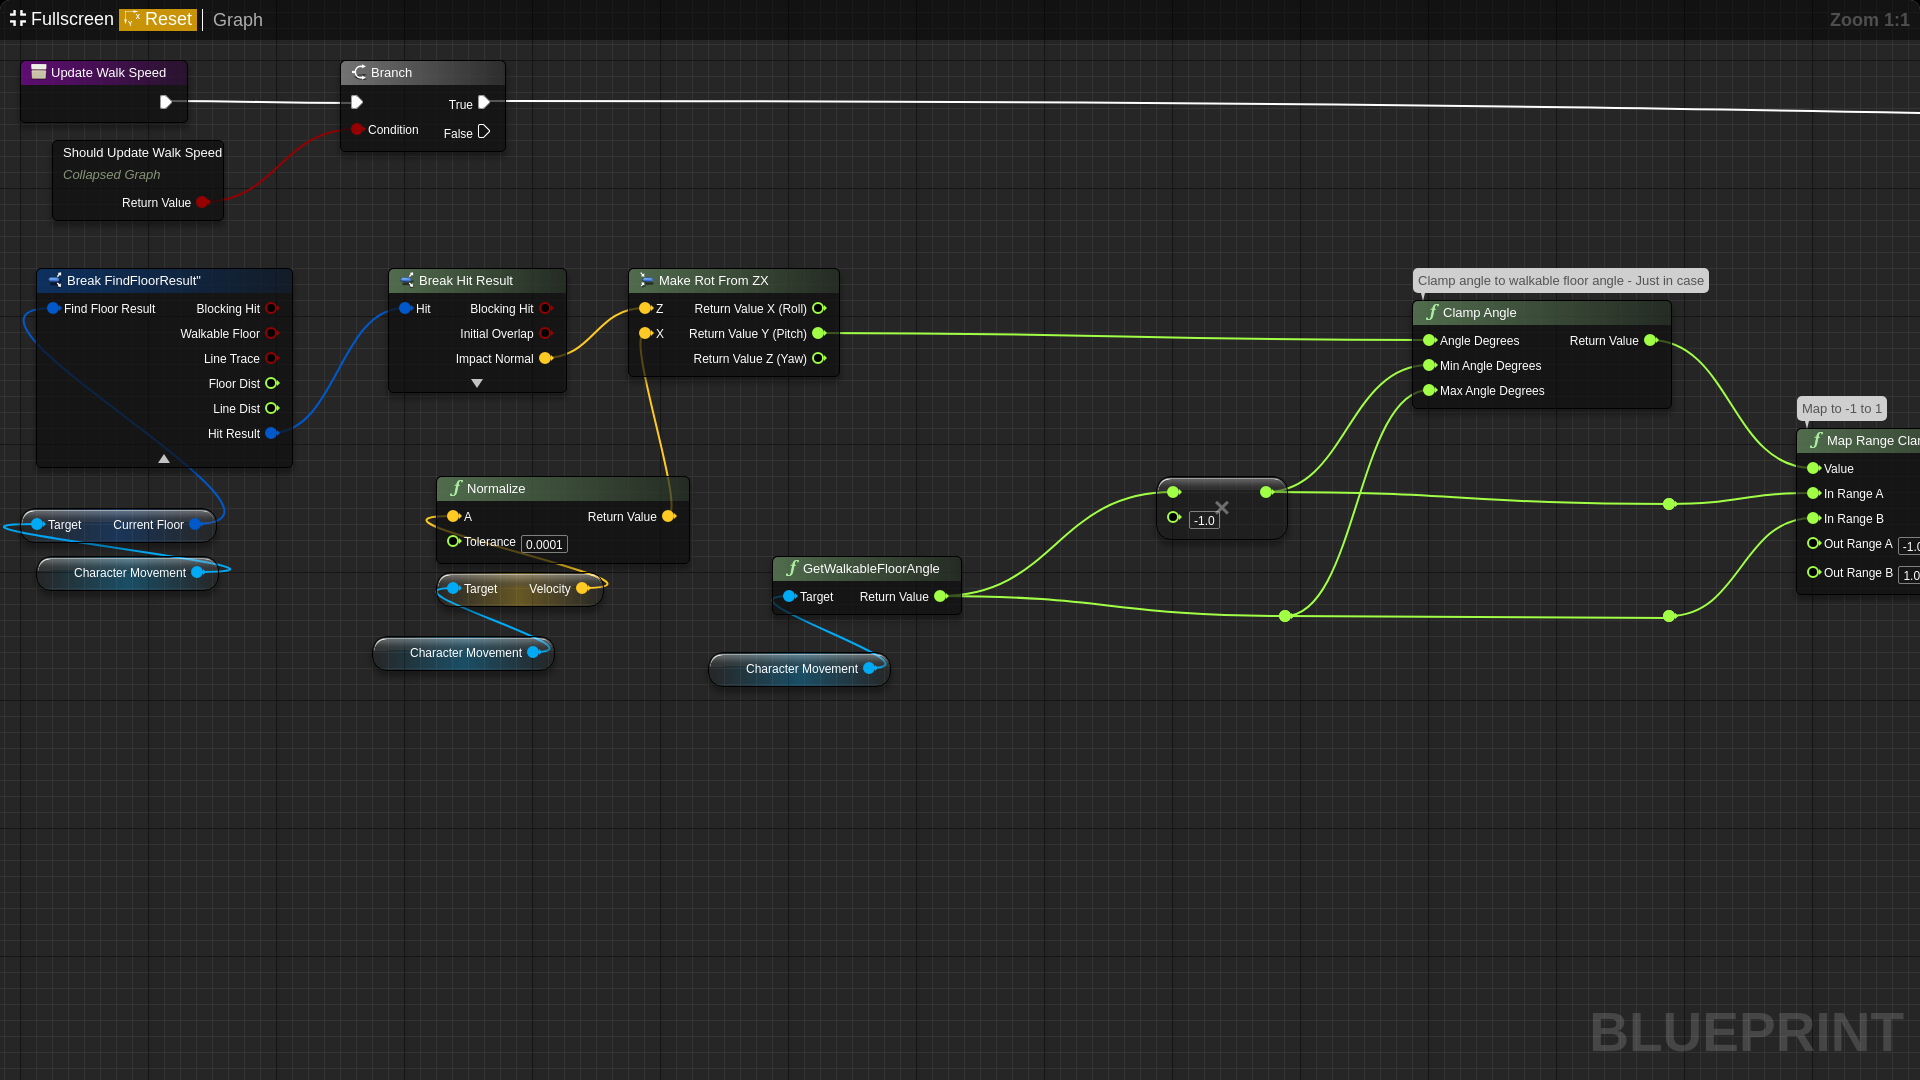 Fullscreen Reset Graph
Zoom 1:1
Update Walk Speed
Branch
True
Condition
False
Should Update Walk Speed
Collapsed Graph
Return Value
Break FindFloorResult"
Find Floor Result
Blocking Hit
Walkable Floor
Line Trace
Floor Dist
Line Dist
Hit Result
Break Hit Result
Hit
Blocking Hit
Initial Overlap
Impact Normal
Make Rot From ZX
Z
Return Value X (Roll)
X
Return Value Y (Pitch)
Return Value Z (Yaw)
Clamp angle to walkable floor angle - Just in case
Clamp Angle
Angle Degrees
Return Value
Min Angle Degrees
Max Angle Degrees
Map to -1 to 1
Map Range Clam
Value
In Range A
In Range B
Out Range A -1.0
Out Range B 1.0
Target
Current Floor
Character Movement
Normalize
A
Return Value
Tolerance 0.0001
Target
Velocity
Character Movement
GetWalkableFloorAngle
Target
Return Value
Character Movement
-1.0
BLUEPRINT